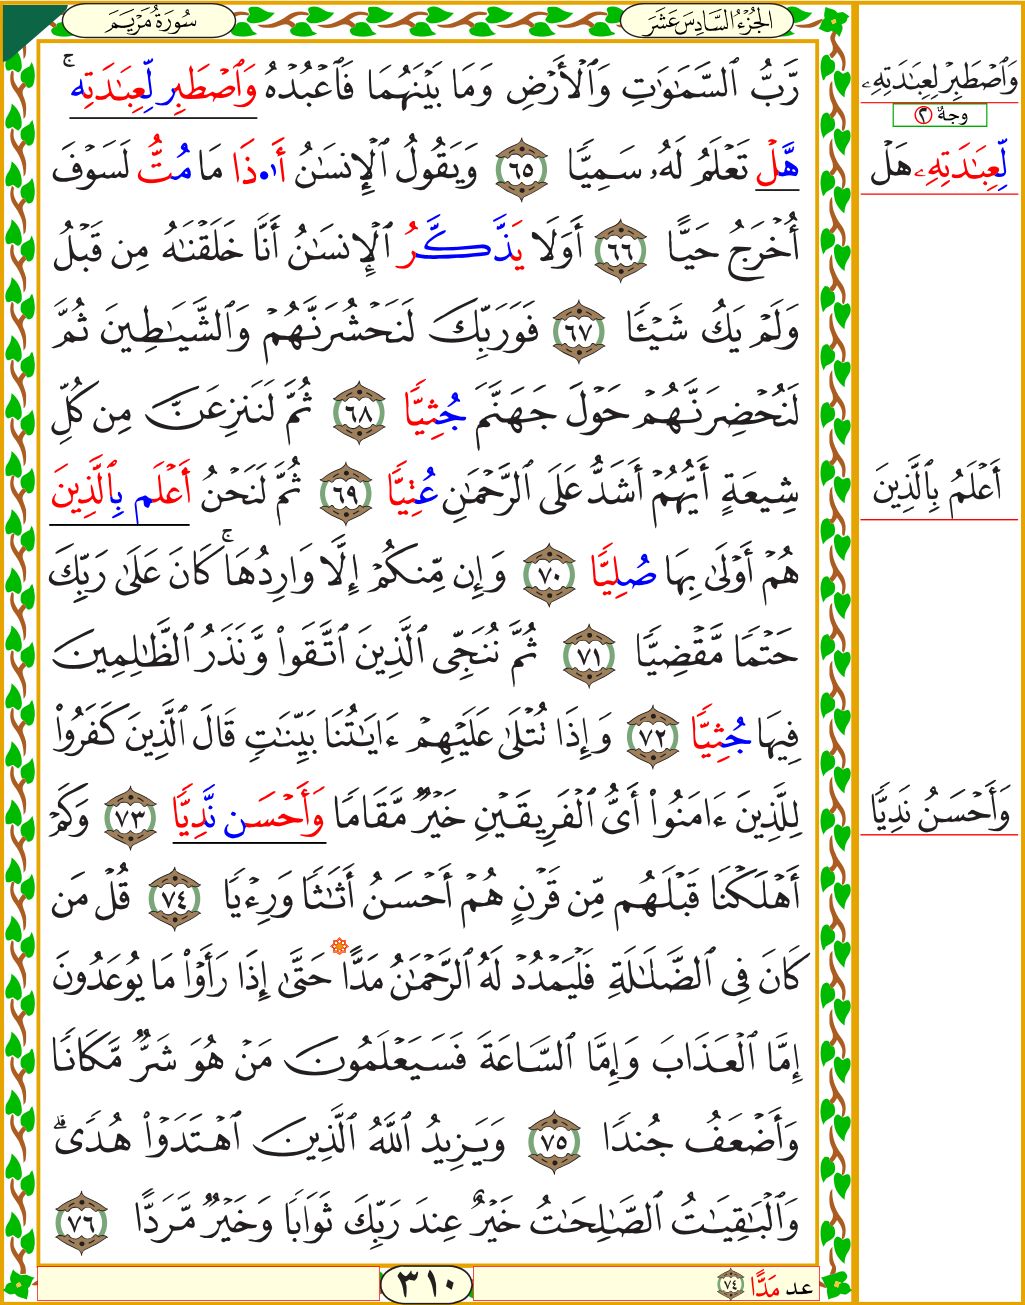 سُورَةُ مَرْيَمَ
الجُزْءُ السَّادِسَ عَشَرَ
رَّبُّ ٱلسَّمَٰوَٰتِ وَٱلْأَرْضِ وَمَا بَيْنَهُمَا فَٱعْبُدْهُ وَٱصْطَبِر لِّعِبَٰدَتِه ۚ
هَّلْ تَعْلَمُ لَهُۥ سَمِيًّا ٦٥ وَيَقُولُ ٱلْإِنسَٰنُ أَا۬ذَا مَا مُتُّ لَسَوْفَ
أُخْرَجُ حَيًّا ٦٦ أَوَلَا يَذَّكَّرُ ٱلْإِنسَٰنُ أَنَّا خَلَقْنَٰهُ مِن قَبْلُ
وَلَمْ يَكُ شَيْـًٔا ٦٧ فَوَرَبِّكَ لَنَحْشُرَنَّهُمْ وَٱلشَّيَٰطِينَ ثُمَّ
لَنُحْضِرَنَّهُمْ حَوْلَ جَهَنَّمَ جُثِيًّا ٦٨ ثُمَّ لَنَنزِعَنَّ مِن كُلِّ
شِيعَةٍ أَيُّهُمْ أَشَدُّ عَلَى ٱلرَّحْمَٰنِ عُتِيًّا ٦٩ ثُمَّ لَنَحْنُ أَعْلَم بِٱلَّذِينَ
هُمْ أَوْلَىٰ بِهَا صُلِيًّا ٧٠ وَإِن مِّنكُمْ إِلَّا وَارِدُهَا ۚ كَانَ عَلَىٰ رَبِّكَ
حَتْمًا مَّقْضِيًّا ٧١ ثُمَّ نُنَجِّى ٱلَّذِينَ ٱتَّقَوا۟ وَّنَذَرُ ٱلظَّٰلِمِينَ
فِيهَا جُثِيًّا ٧٢ وَإِذَا تُتْلَىٰ عَلَيْهِمْ ءَايَٰتُنَا بَيِّنَٰتٍ قَالَ ٱلَّذِينَ كَفَرُوا۟
لِلَّذِينَ ءَامَنُوا۟ أَىُّ ٱلْفَرِيقَيْنِ خَيْرٌ مَّقَامًا وَأَحْسَن نَّدِيًّا ٧٣ وَكَمْ
أَهْلَكْنَا قَبْلَهُم مِّن قَرْنٍ هُمْ أَحْسَنُ أَثَٰثًا وَرِءْيًا ٧٤ قُلْ مَن
كَانَ فِى ٱلضَّلَٰلَةِ فَلْيَمْدُدْ لَهُ ٱلرَّحْمَٰنُ مَدًّا حَتَّىٰ إِذَا رَأَوْا۟ مَا يُوعَدُونَ
إِمَّا ٱلْعَذَابَ وَإِمَّا ٱلسَّاعَةَ فَسَيَعْلَمُونَ مَنْ هُوَ شَرٌّ مَّكَانًا
وَأَضْعَفُ جُندًا ٧٥ وَيَزِيدُ ٱللَّهُ ٱلَّذِينَ ٱهْتَدَوْا۟ هُدًى ۗ
وَٱلْبَٰقِيَٰتُ ٱلصَّٰلِحَٰتُ خَيْرٌ عِندَ رَبِّكَ ثَوَابًا وَخَيْرٌ مَّرَدًّا ٧٦
وَٱصْطَبِرْ لِعِبَٰدَتِهِۦ
وجهٌ ٢
لِّعِبَٰدَتِهِۦ هَلْ
أَعْلَمُ بِٱلَّذِينَ
وَأَحْسَنُ نَدِيًّا
عد مَدًّا ٧٤
٣١٠